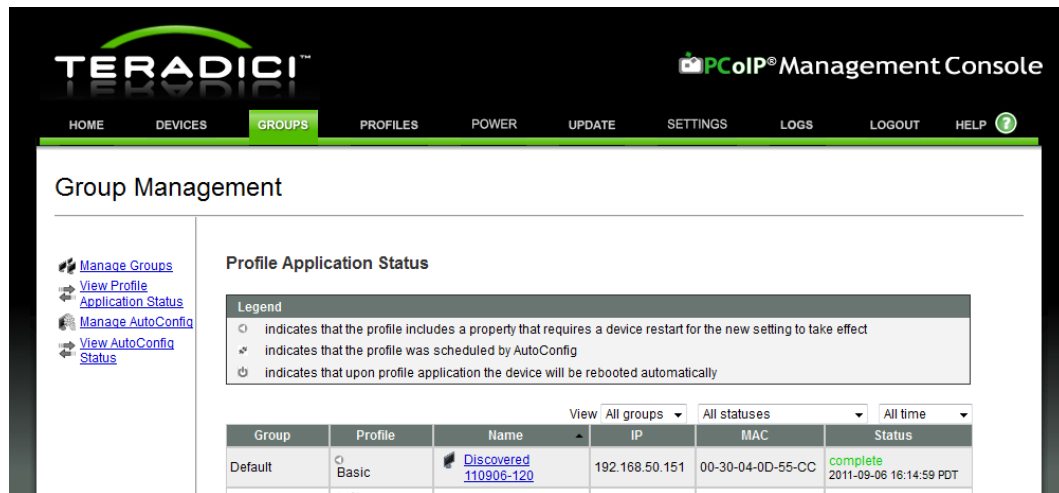 TERADICI™
PCoIP® Management Console
HOME DEVICES GROUPS PROFILES POWER UPDATE SETTINGS LOGS LOGOUT HELP ?
Group Management
Manage Groups
View Profile
Application Status
Manage AutoConfig
View AutoConfig
Status
Profile Application Status
Legend
indicates that the profile includes a property that requires a device restart for the new setting to take effect
indicates that the profile was scheduled by AutoConfig
indicates that upon profile application the device will be rebooted automatically
View All groups All statuses All time
Group Profile Name IP MAC Status
Default Basic Discovered
110906-120 192.168.50.151 00-30-04-0D-55-CC complete
2011-09-06 16:14:59 PDT